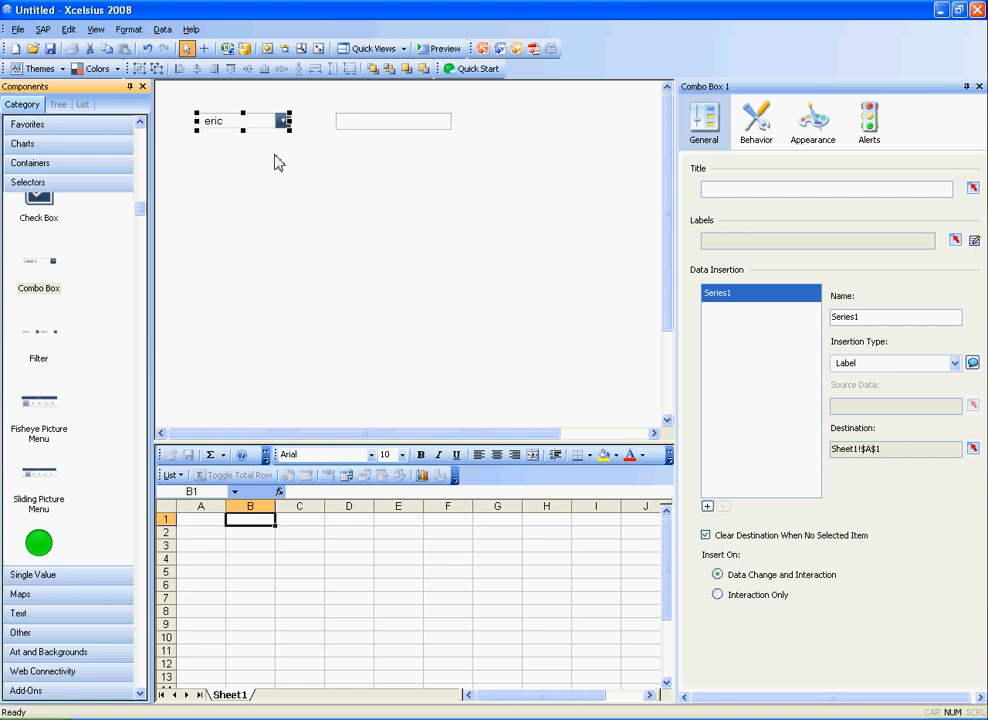 Untitled - Xcelsius 2008
File SAP Edit View Format Data Help
Quick Views Preview
Themes Colors Quick Start
Components
Category Tree List
Favorites
Charts
Containers
Selectors
Check Box
Label 1
Combo Box
Filter
Fisheye Picture
Menu
Sliding Picture
Menu
Single Value
Maps
Text
Other
Art and Backgrounds
Web Connectivity
Add-Ons
eric
Arial 10 B I U
List Toggle Total Row
B1 fx
A B C D E F G H I J
1
2
3
4
5
6
7
8
9
10
11
12
13
Sheet1
Combo Box 1
General Behavior Appearance Alerts
Title
Labels
Data Insertion
Series1
Name:
Series1
Insertion Type:
Label
Source Data:
Destination:
Sheet1!$A$1
Clear Destination When No Selected Item
Insert On:
Data Change and Interaction
Interaction Only
Ready
CAP NUM SCRL